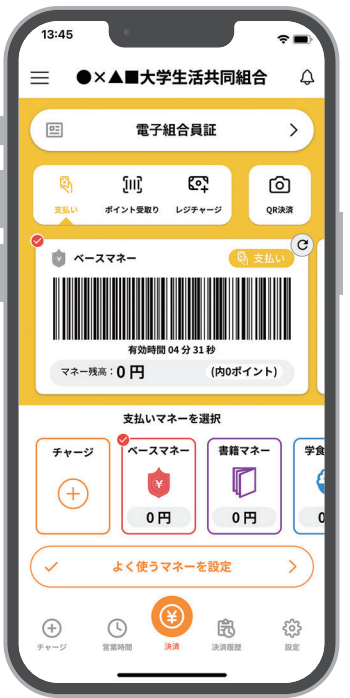 13:45
●×▲■大学生活共同組合
電子組合員証
支払い ポイント受取り レジチャージ QR決済
ベースマネー 支払い
有効時間 04 分 31 秒
マネー残高：0 円 (内0ポイント)
支払いマネーを選択
チャージ ベースマネー 書籍マネー 学食
0 円 0 円 0
よく使うマネーを設定
チャージ 営業時間 決済 決済履歴 設定